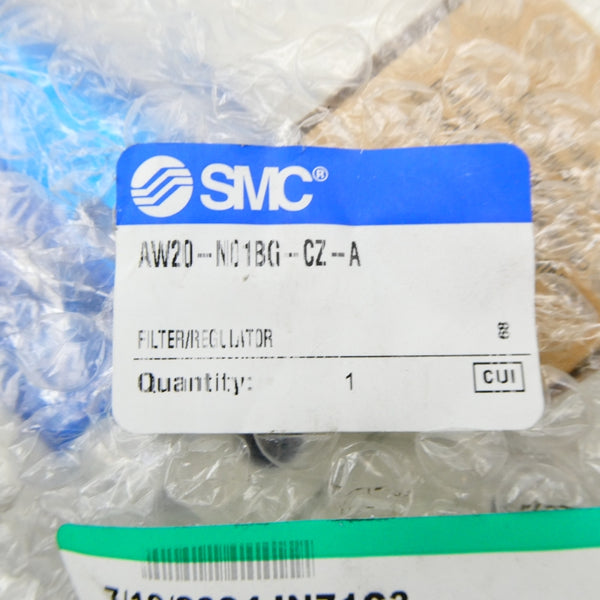 SMC®
AW20-N01BG-CZ-A
FILTER/REGULATOR
Quantity: 1 CUI